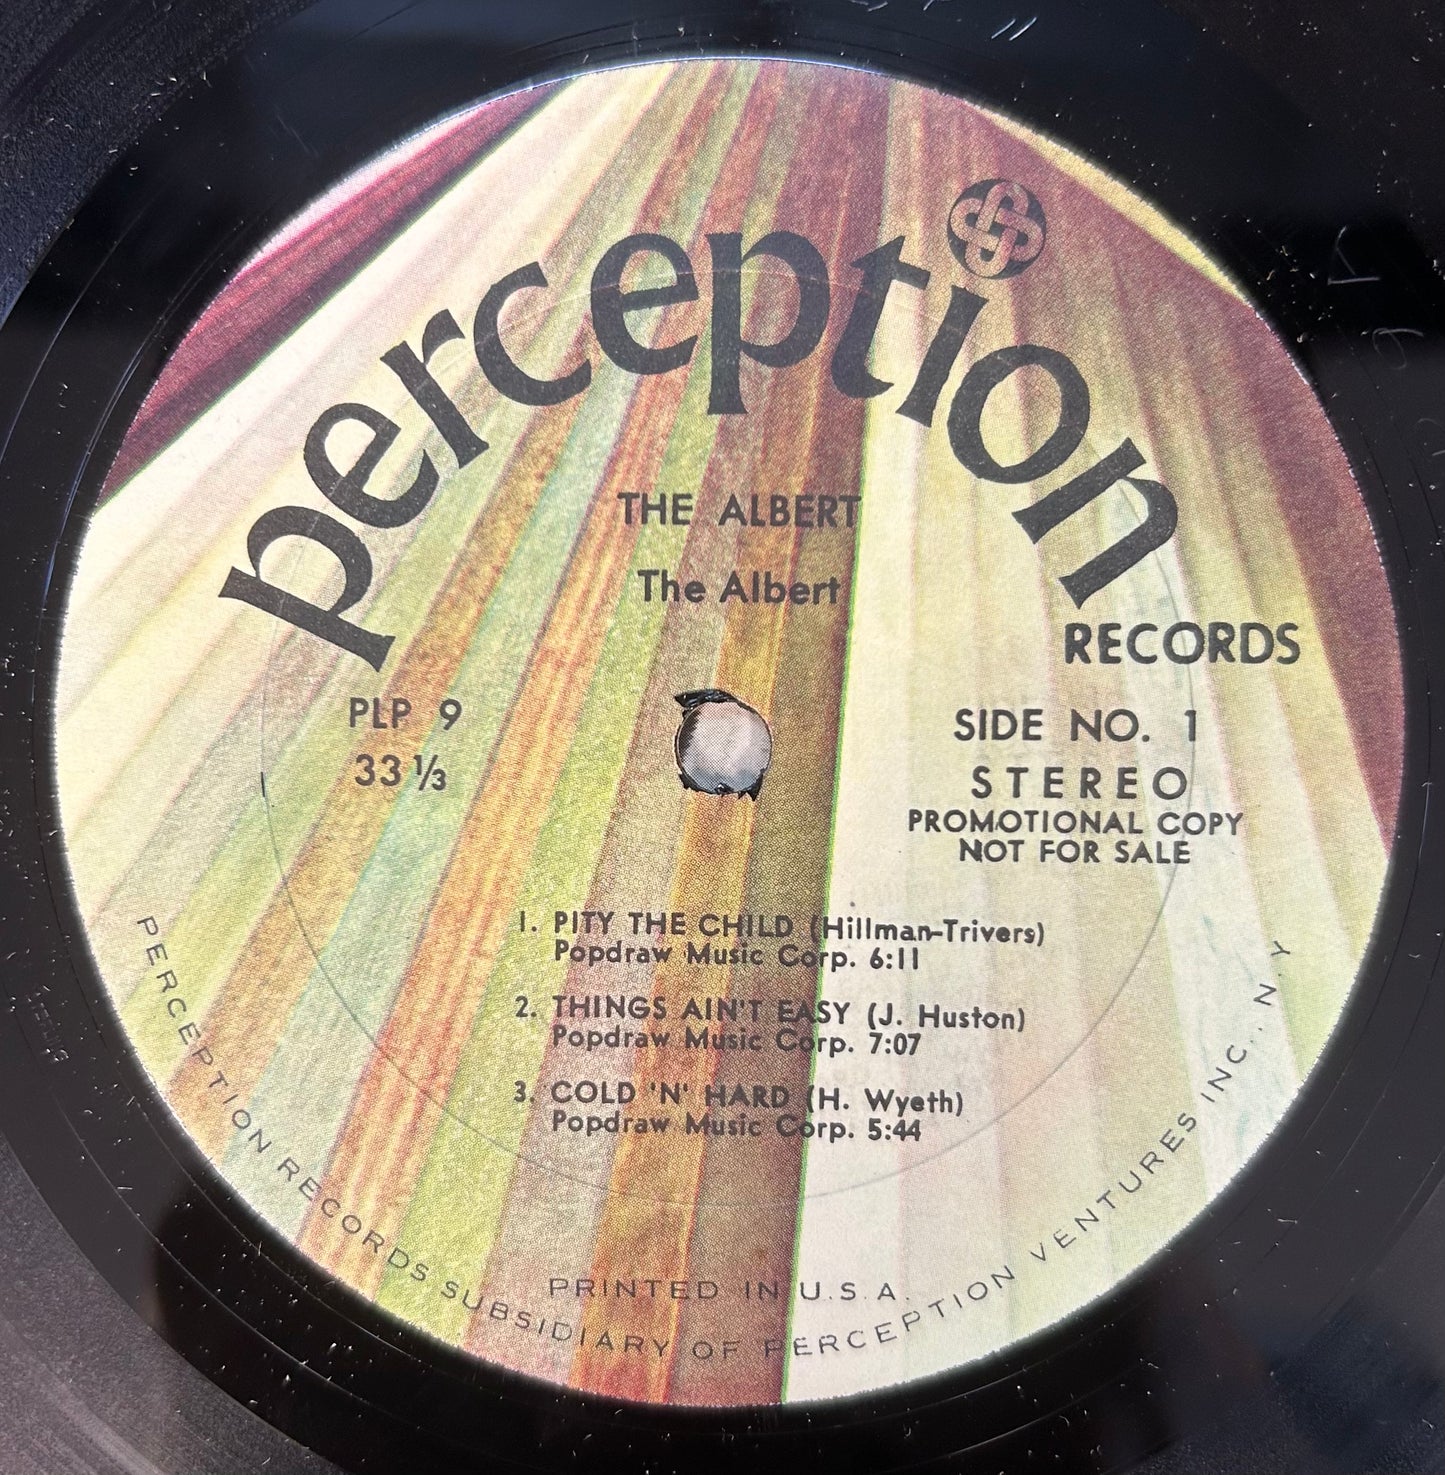 perception
RECORDS
THE ALBERT
The Albert
PLP 9
33 ⅓
SIDE NO. 1
STEREO
PROMOTIONAL COPY
NOT FOR SALE
1. PITY THE CHILD (Hillman-Trivers)
Popdraw Music Corp. 6:11
2. THINGS AIN'T EASY (J. Huston)
Popdraw Music Corp. 7:07
3. COLD 'N' HARD (H. Wyeth)
Popdraw Music Corp. 5:44
PRINTED IN U.S.A.
PERCEPTION RECORDS SUBSIDIARY OF PERCEPTION VENTURES INC. N.Y